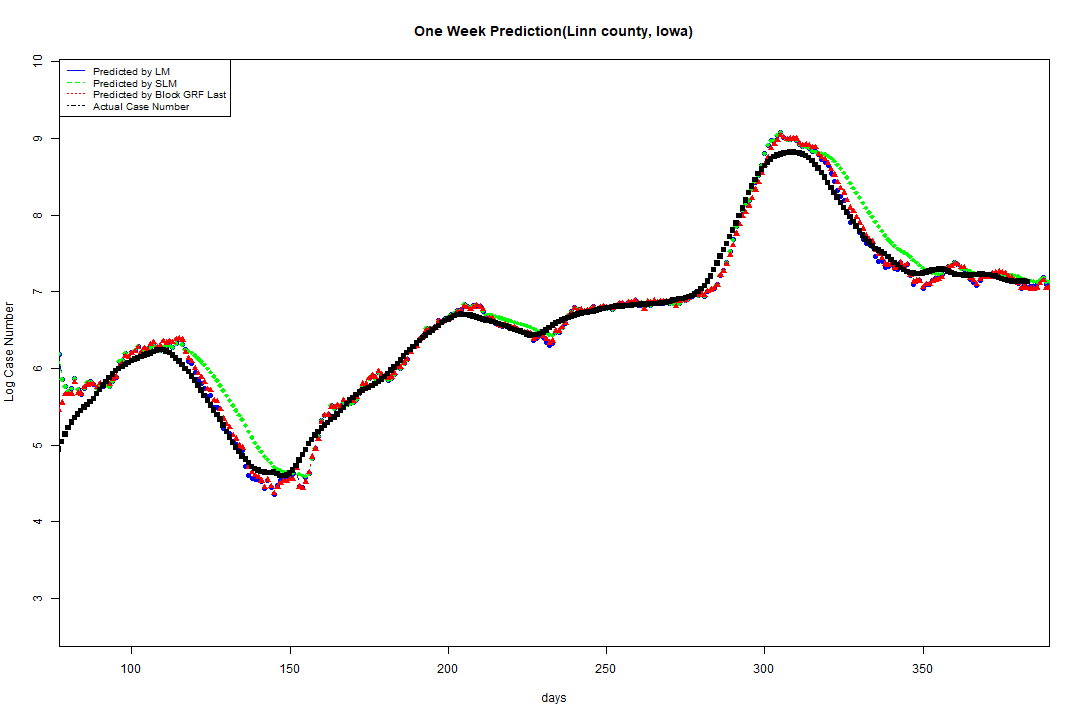 One Week Prediction(Linn county, Iowa)
Predicted by LM
Predicted by SLM
Predicted by Block GRF Last
Actual Case Number
10
9
8
7
6
5
4
3
Log Case Number
100 150 200 250 300 350
days